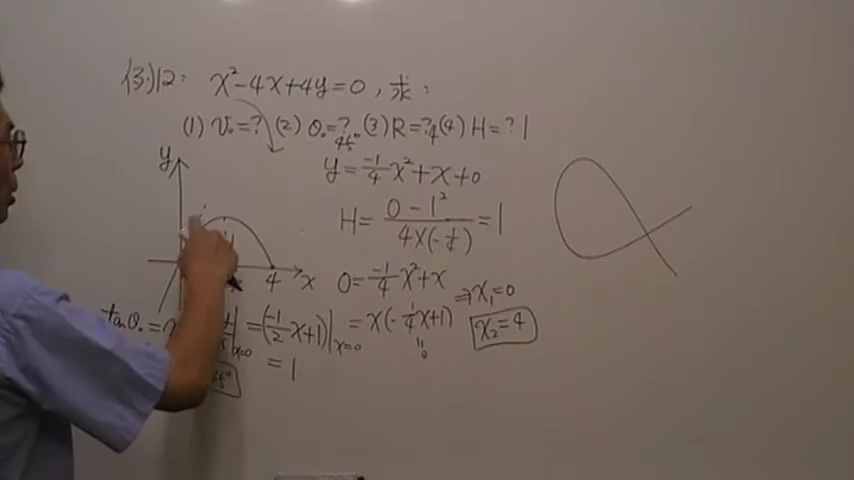 例12: x²-4x+4y=0, 求:
(1) V₀=? (2) θ₀=? 45° (3) R=? 4 (4) H=? 1
y
y=-1/4 x²+x+0
H= (0-1²)/(4×(-1/4)) =1
4 x
0=-1/4 x²+x
⇒x₁=0
tanθ₀= |x=0 =(-1/2 x+1)|x=0
=x(-1/4 x+1)
x₂=4
=1
0